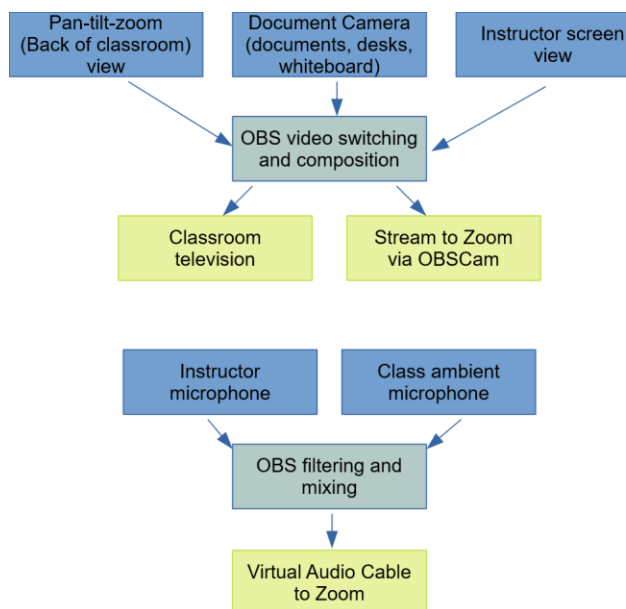 Pan-tilt-zoom
(Back of classroom)
view
Document Camera
(documents, desks,
whiteboard)
Instructor screen
view
OBS video switching
and composition
Classroom
television
Stream to Zoom
via OBSCam
Instructor
microphone
Class ambient
microphone
OBS filtering and
mixing
Virtual Audio Cable
to Zoom